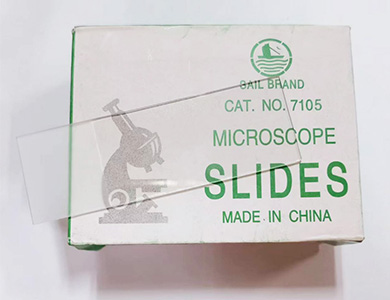 SAIL BRAND
CAT. NO. 7105
MICROSCOPE
SLIDES
MADE IN CHINA